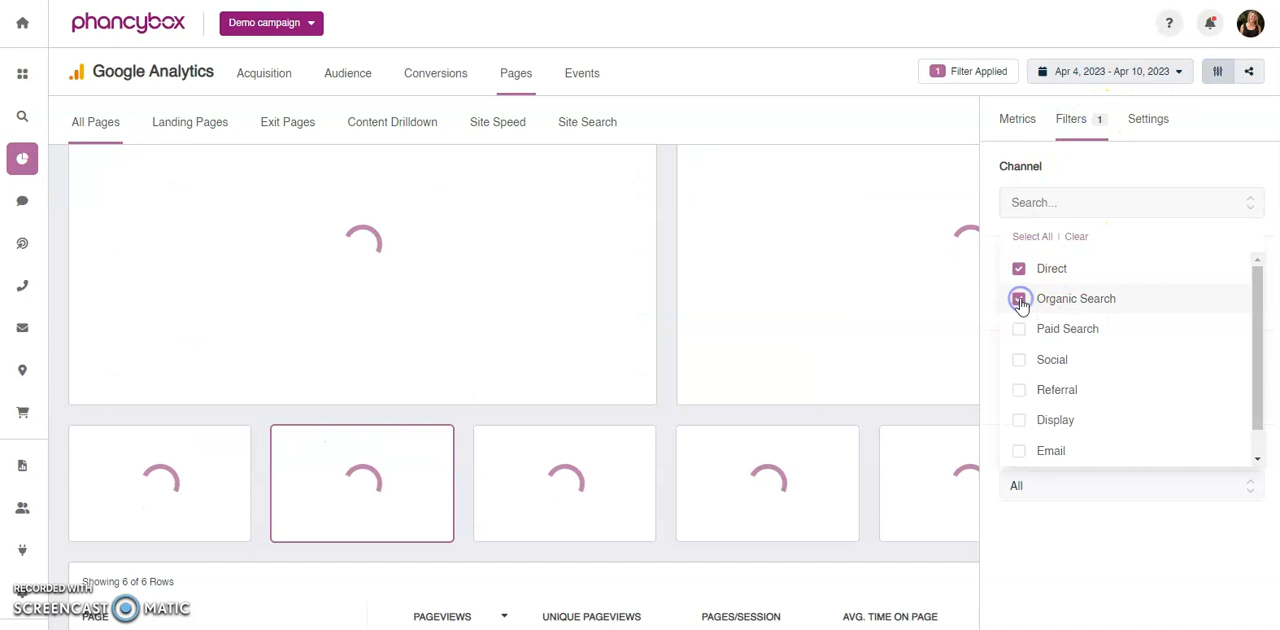 phancybox
Demo campaign
?
Google Analytics
Acquisition
Audience
Conversions
Pages
Events
1 Filter Applied
Apr 4, 2023 - Apr 10, 2023
All Pages
Landing Pages
Exit Pages
Content Drilldown
Site Speed
Site Search
Metrics
Filters 1
Settings
Channel
Search...
Select All | Clear
Direct
Organic Search
Paid Search
Social
Referral
Display
Email
All
Showing 6 of 6 Rows
PAGE
PAGEVIEWS
UNIQUE PAGEVIEWS
PAGES/SESSION
AVG. TIME ON PAGE
RECORDED WITH
SCREENCAST MATIC